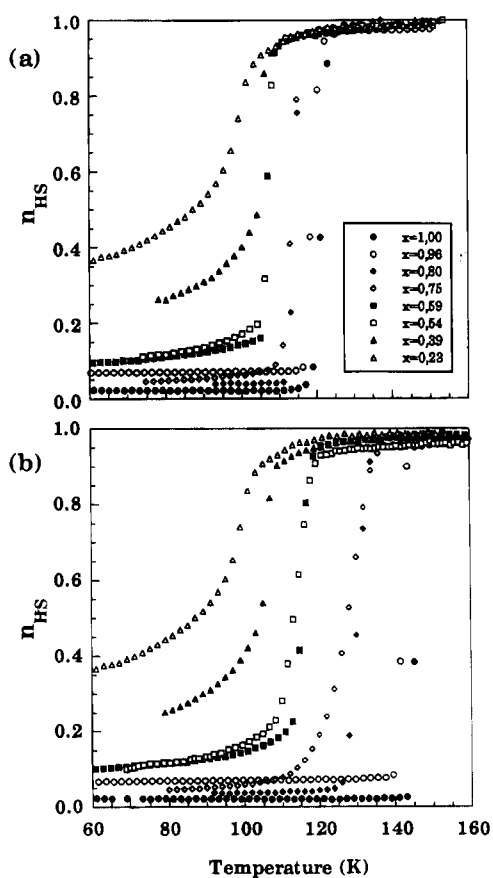 (a)
1.0
0.8
0.6
0.4
0.2
0.0
nHS
x=1,00
x=0,96
x=0,80
x=0,75
x=0,59
x=0,54
x=0,39
x=0,23
(b)
1.0
0.8
0.6
0.4
0.2
0.0
nHS
60 80 100 120 140 160
Temperature (K)